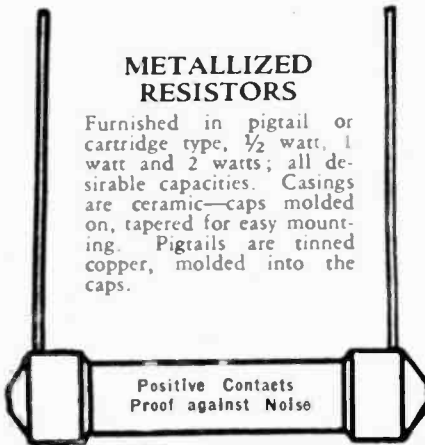 METALLIZED
RESISTORS
Furnished in pigtail or
cartridge type, ½ watt, 1
watt and 2 watts; all de-
sirable capacities. Casings
are ceramic—caps molded
on, tapered for easy mount-
ing. Pigtails are tinned
copper, molded into the
caps.
Positive Contacts
Proof against Noise